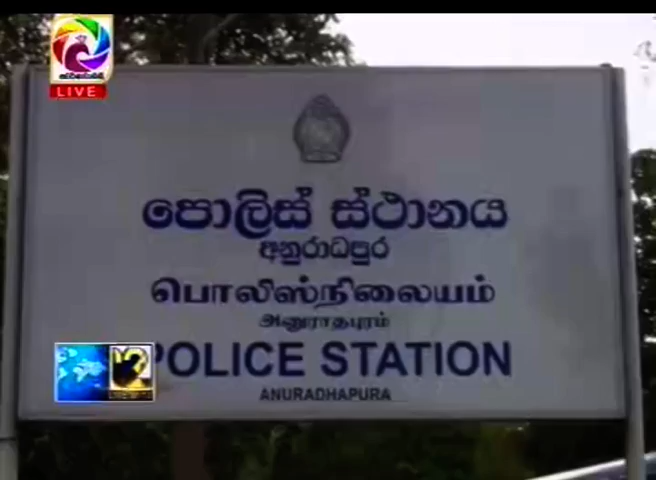 LIVE
පොලිස් ස්ථානය
අනුරාධපුර
பொலிஸ்நிலையம்
அனுராதபுரம்
POLICE STATION
ANURADHAPURA